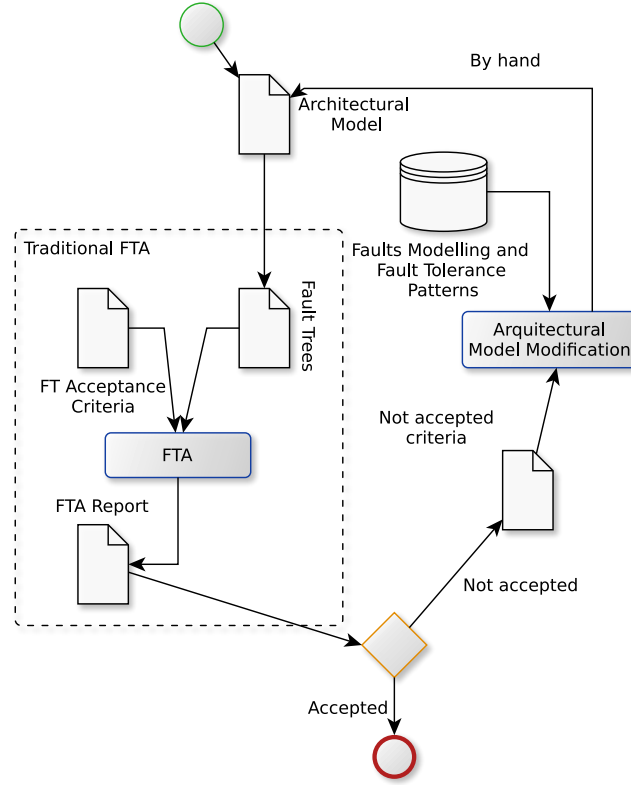 By hand
Architectural
Model
Traditional FTA
Faults Modelling and
Fault Tolerance
Patterns
Fault Trees
Arquitectural
Model Modification
FT Acceptance
Criteria
Not accepted
criteria
FTA
FTA Report
Not accepted
Accepted